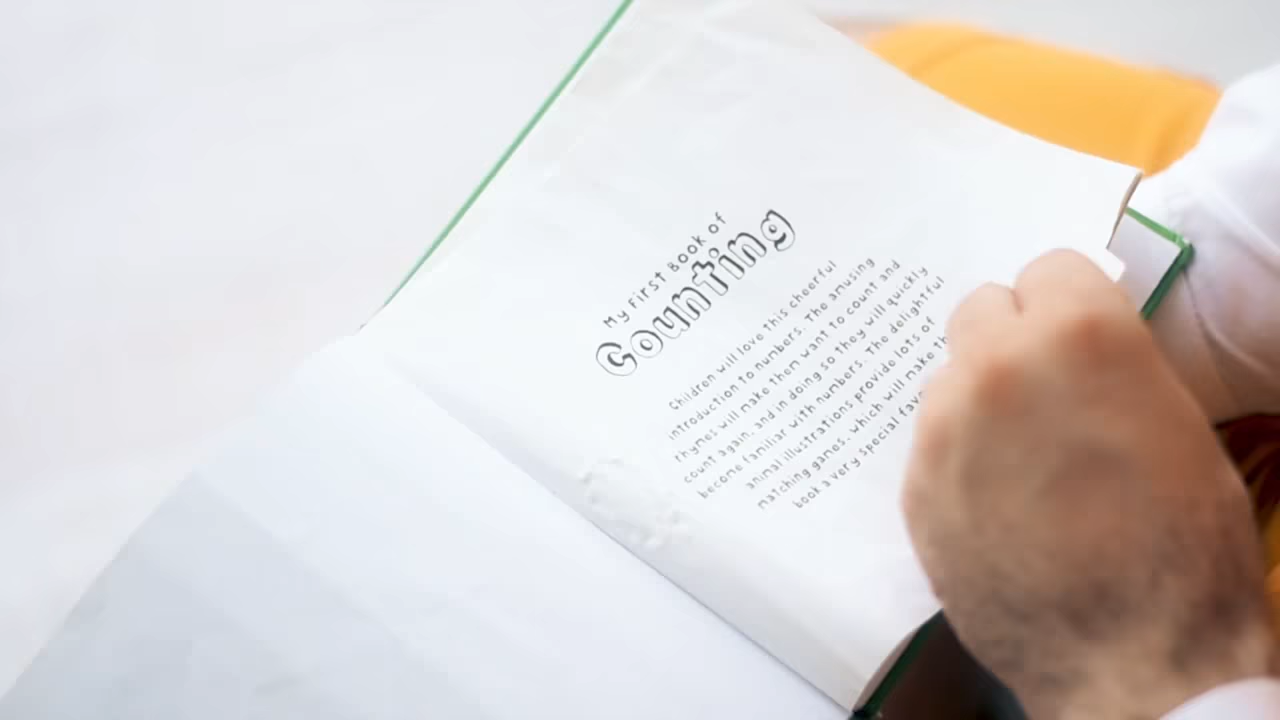 My First Book of
Counting
Children will love this cheerful
introduction to numbers. The amusing
rhymes will make them want to count and
count again, and in doing so they will quickly
become familiar with numbers. The delightful
animal illustrations provide lots of
matching games, which will make
book a very special